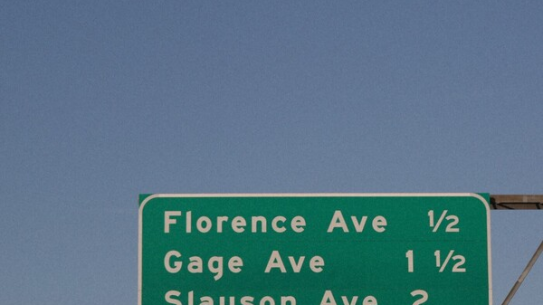 Florence Ave ½
Gage Ave 1 ½
Slauson Ave 2